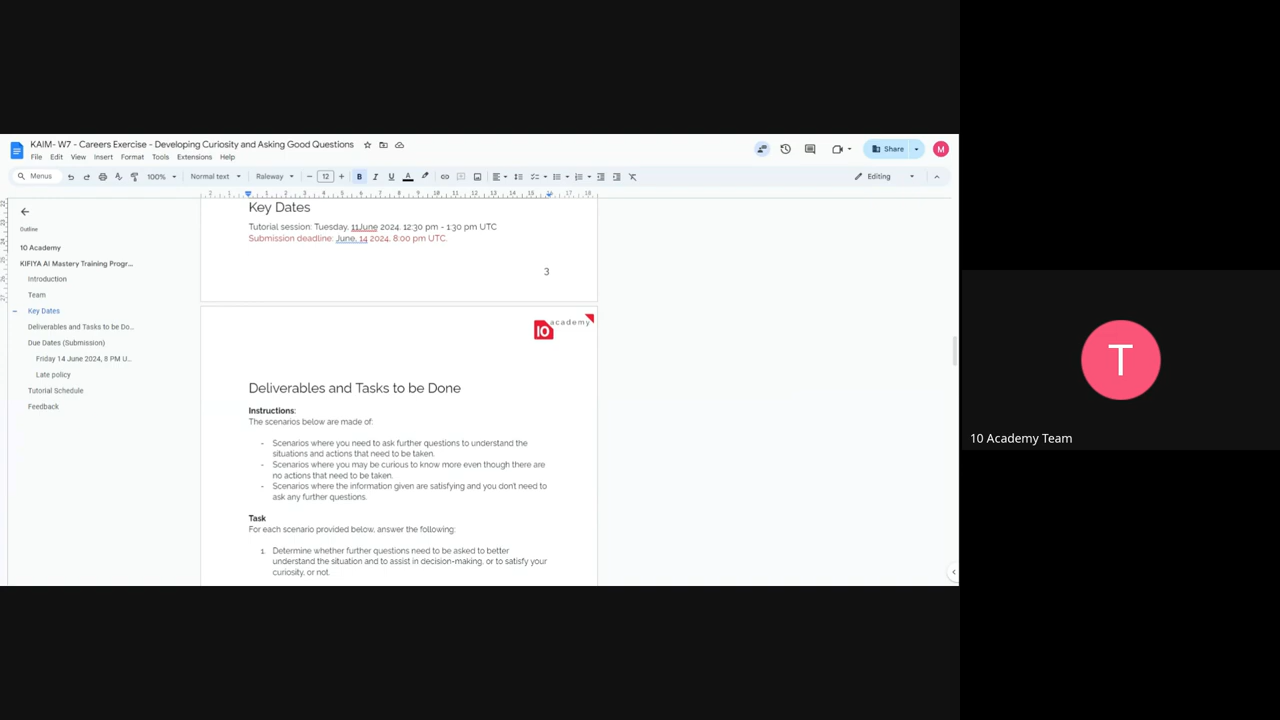 KAIM- W7 - Careers Exercise - Developing Curiosity and Asking Good Questions
File Edit View Insert Format Tools Extensions Help
Share
M
Menus
100%
Normal text
Raleway
12
Editing
Outline
10 Academy
KIFIYA AI Mastery Training Progr...
Introduction
Team
Key Dates
Deliverables and Tasks to be Do...
Due Dates (Submission)
Friday 14 June 2024, 8 PM U...
Late policy
Tutorial Schedule
Feedback
Key Dates
Tutorial session: Tuesday, 11June 2024, 12:30 pm - 1:30 pm UTC
Submission deadline: June, 14 2024, 8:00 pm UTC.
3
10 academy
Deliverables and Tasks to be Done
Instructions:
The scenarios below are made of:
- Scenarios where you need to ask further questions to understand the
situations and actions that need to be taken.
- Scenarios where you may be curious to know more even though there are
no actions that need to be taken.
- Scenarios where the information given are satisfying and you don't need to
ask any further questions.
Task
For each scenario provided below, answer the following:
1. Determine whether further questions need to be asked to better
understand the situation and to assist in decision-making, or to satisfy your
curiosity, or not.
T
10 Academy Team